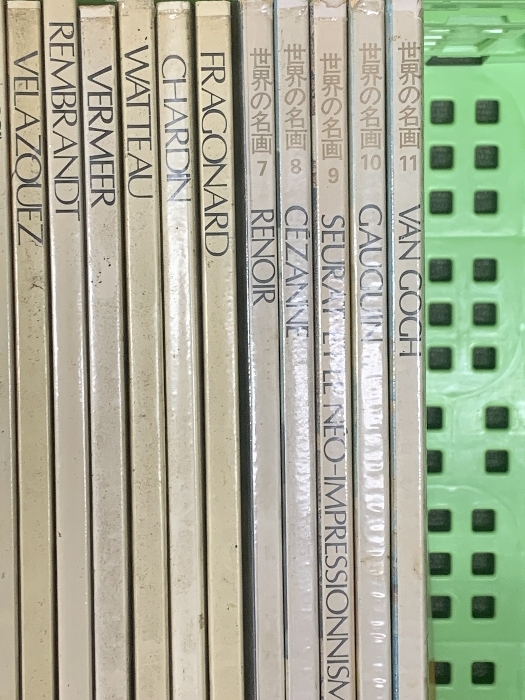 VELAZQUEZ
REMBRANDT
VERMEER
WATTEAU
CHARDIN
FRAGONARD
世界の名画 7 RENOIR
世界の名画 8 CÉZANNE
世界の名画 9 SEURAT ET LE NÉO-IMPRESSIONNISM
世界の名画 10 GAUGUIN
世界の名画 11 VAN GOGH